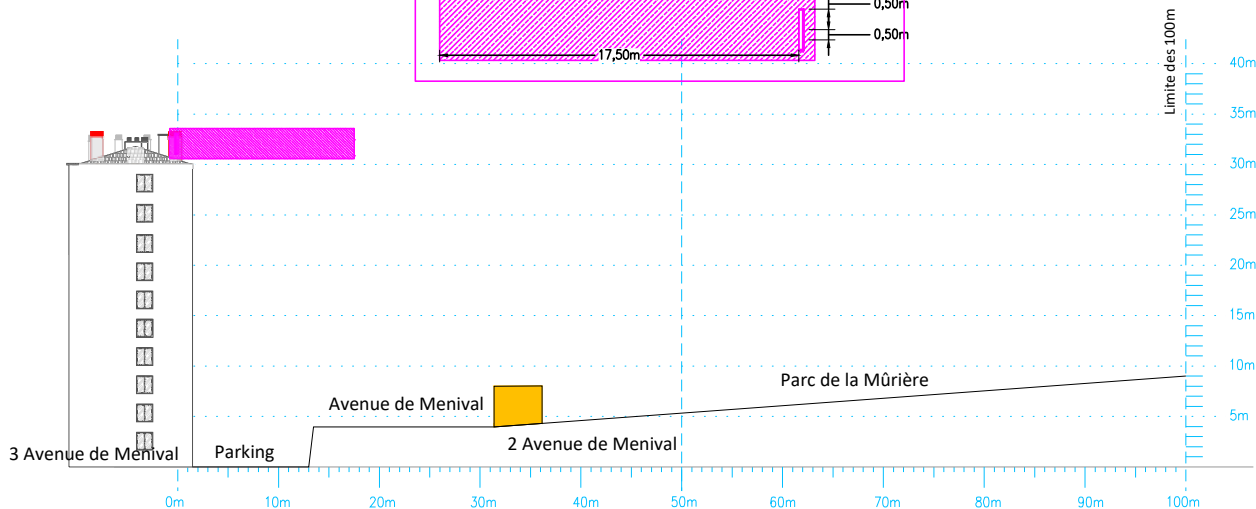 0,50m
0,50m
17,50m
Limite des 100m
40m
35m
30m
25m
20m
15m
10m
5m
Parc de la Mûrière
Avenue de Menival
2 Avenue de Menival
3 Avenue de Menival
Parking
0m
10m
20m
30m
40m
50m
60m
70m
80m
90m
100m